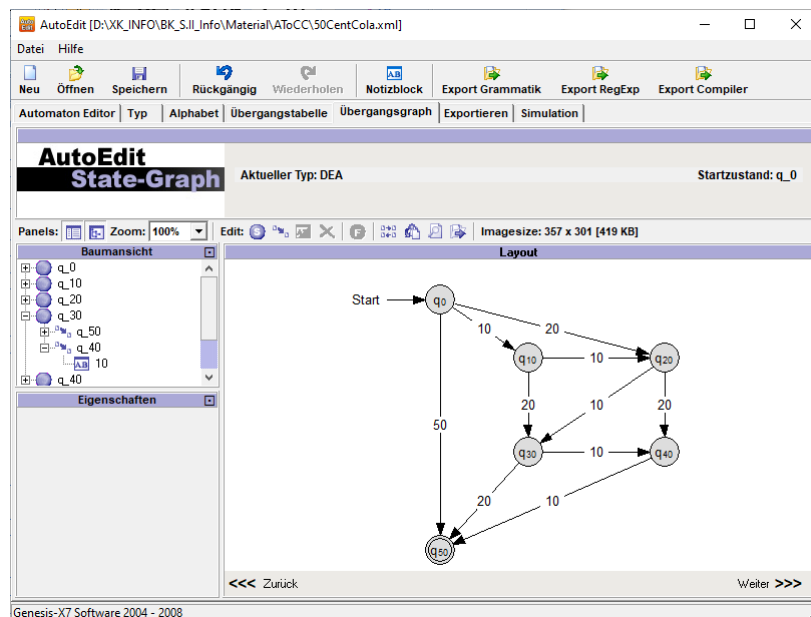 AutoEdit [D:\XK_INFO\BK_S.II_Info\Material\AToCC\50CentCola.xml]
Datei Hilfe
Neu Öffnen Speichern Rückgängig Wiederholen Notizblock Export Grammatik Export RegExp Export Compiler
Automaton Editor Typ Alphabet Übergangstabelle Übergangsgraph Exportieren Simulation
AutoEdit
State-Graph
Aktueller Typ: DEA Startzustand: q_0
Panels: Zoom: 100% Edit: Imagesize: 357 x 301 [419 KB]
Baumansicht
q_0
q_10
q_20
q_30
q_50
q_40
AB 10
q_40
Eigenschaften
Layout
Start q0
10 20
q10 10 q20
20 10 20
50
q30 10 q40
20 10
q50
<<< Zurück Weiter >>>
Genesis-X7 Software 2004 - 2008